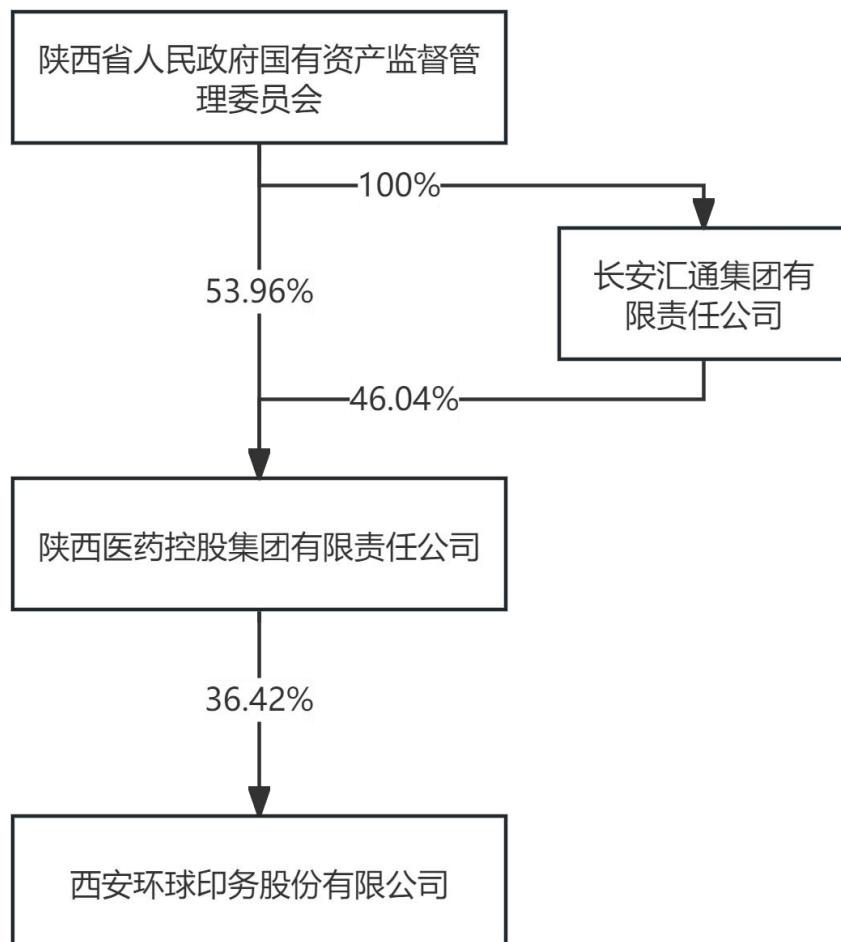 陕西省人民政府国有资产监督管
理委员会
100%
长安汇通集团有
限责任公司
53.96%
46.04%
陕西医药控股集团有限责任公司
36.42%
西安环球印务股份有限公司